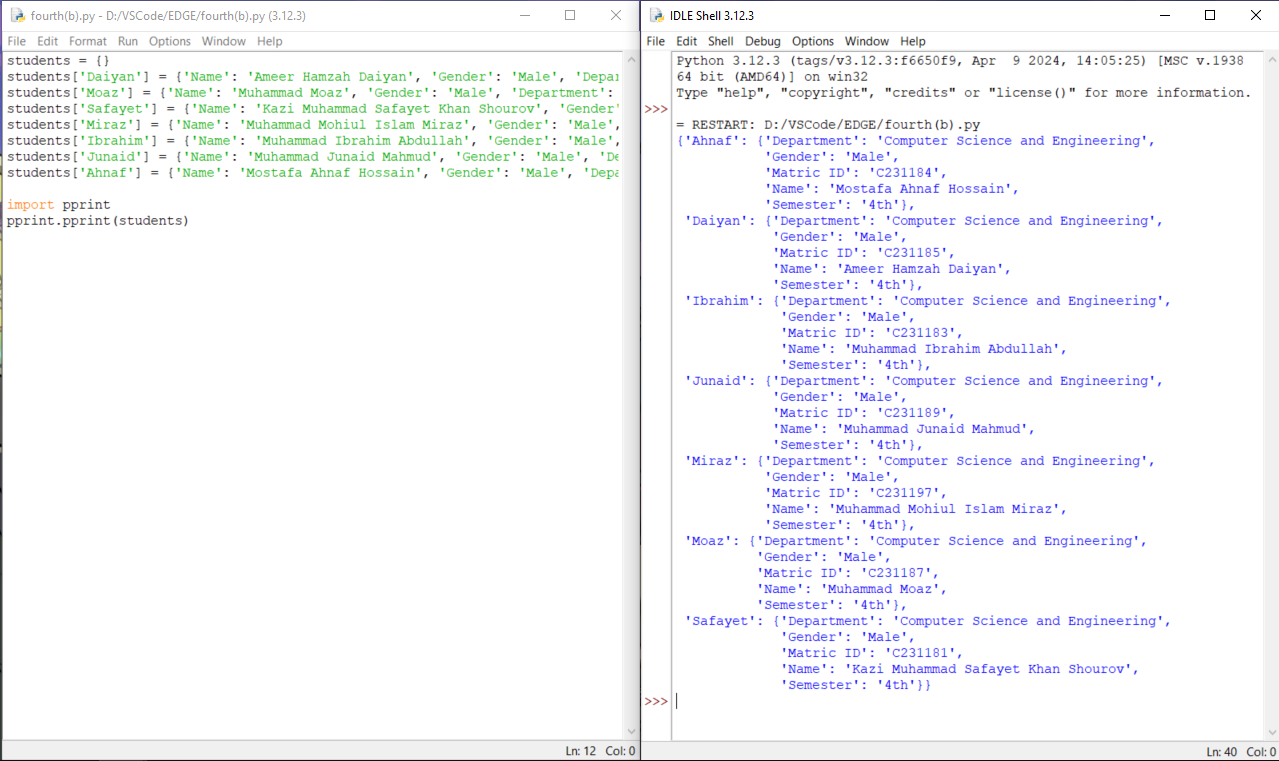 fourth(b).py - D:/VSCode/EDGE/fourth(b).py (3.12.3)
File Edit Format Run Options Window Help
students = {}
students['Daiyan'] = {'Name': 'Ameer Hamzah Daiyan', 'Gender': 'Male', 'Depar
students['Moaz'] = {'Name': 'Muhammad Moaz', 'Gender': 'Male', 'Department':
students['Safayet'] = {'Name': 'Kazi Muhammad Safayet Khan Shourov', 'Gender'
students['Miraz'] = {'Name': 'Muhammad Mohiul Islam Miraz', 'Gender': 'Male',
students['Ibrahim'] = {'Name': 'Muhammad Ibrahim Abdullah', 'Gender': 'Male',
students['Junaid'] = {'Name': 'Muhammad Junaid Mahmud', 'Gender': 'Male', 'De
students['Ahnaf'] = {'Name': 'Mostafa Ahnaf Hossain', 'Gender': 'Male', 'Depa
import pprint
pprint.pprint(students)
Ln: 12 Col: 0
IDLE Shell 3.12.3
File Edit Shell Debug Options Window Help
Python 3.12.3 (tags/v3.12.3:f6650f9, Apr  9 2024, 14:05:25) [MSC v.1938
64 bit (AMD64)] on win32
Type "help", "copyright", "credits" or "license()" for more information.
>>>
= RESTART: D:/VSCode/EDGE/fourth(b).py
{'Ahnaf': {'Department': 'Computer Science and Engineering',
'Gender': 'Male',
'Matric ID': 'C231184',
'Name': 'Mostafa Ahnaf Hossain',
'Semester': '4th'},
'Daiyan': {'Department': 'Computer Science and Engineering',
'Gender': 'Male',
'Matric ID': 'C231185',
'Name': 'Ameer Hamzah Daiyan',
'Semester': '4th'},
'Ibrahim': {'Department': 'Computer Science and Engineering',
'Gender': 'Male',
'Matric ID': 'C231183',
'Name': 'Muhammad Ibrahim Abdullah',
'Semester': '4th'},
'Junaid': {'Department': 'Computer Science and Engineering',
'Gender': 'Male',
'Matric ID': 'C231189',
'Name': 'Muhammad Junaid Mahmud',
'Semester': '4th'},
'Miraz': {'Department': 'Computer Science and Engineering',
'Gender': 'Male',
'Matric ID': 'C231197',
'Name': 'Muhammad Mohiul Islam Miraz',
'Semester': '4th'},
'Moaz': {'Department': 'Computer Science and Engineering',
'Gender': 'Male',
'Matric ID': 'C231187',
'Name': 'Muhammad Moaz',
'Semester': '4th'},
'Safayet': {'Department': 'Computer Science and Engineering',
'Gender': 'Male',
'Matric ID': 'C231181',
'Name': 'Kazi Muhammad Safayet Khan Shourov',
'Semester': '4th'}}
>>>
Ln: 40 Col: 0